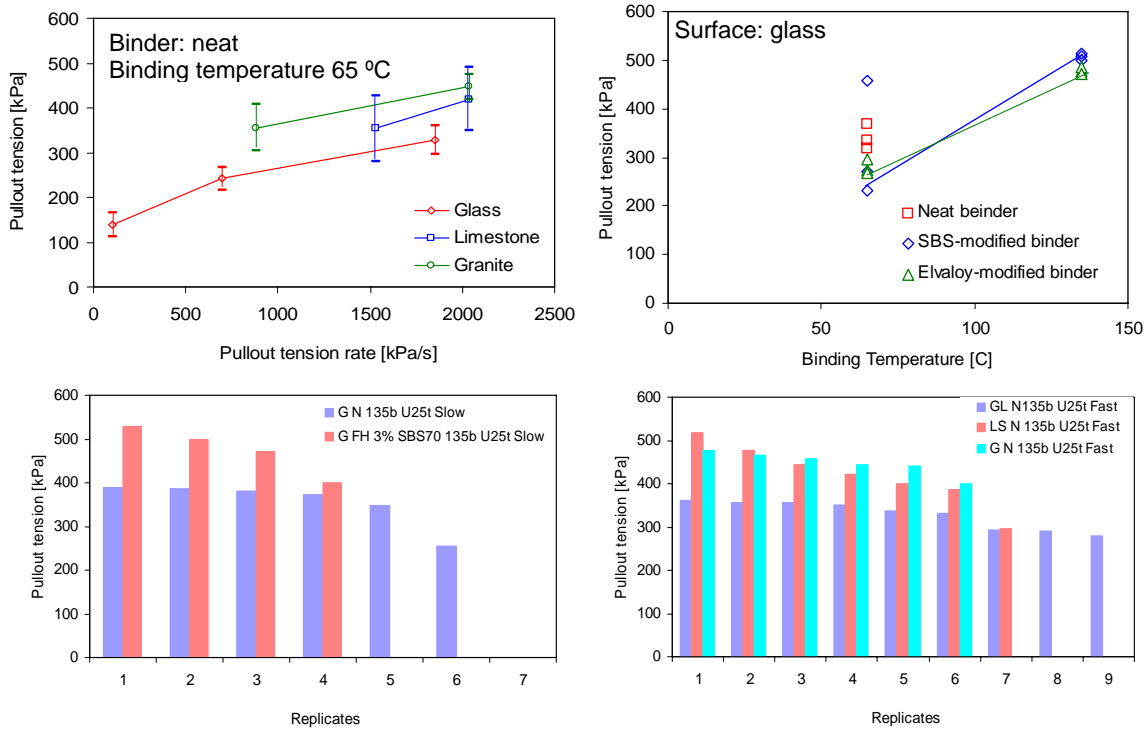 Binder: neat
Binding temperature 65 ºC
Pullout tension [kPa]
600
500
400
300
200
100
0
0 500 1000 1500 2000 2500
Pullout tension rate [kPa/s]
Glass
Limestone
Granite
Surface: glass
Pullout tension [kPa]
600
500
400
300
200
100
0
0 50 100 150
Binding Temperature [C]
Neat beinder
SBS-modified binder
Elvaloy-modified binder
Pullout tension [kPa]
600
500
400
300
200
100
0
1 2 3 4 5 6 7
Replicates
G N 135b U25t Slow
G FH 3% SBS70 135b U25t Slow
Pullout tension [kPa]
600
500
400
300
200
100
0
1 2 3 4 5 6 7 8 9
Replicates
GL N135b U25t Fast
LS N 135b U25t Fast
G N 135b U25t Fast